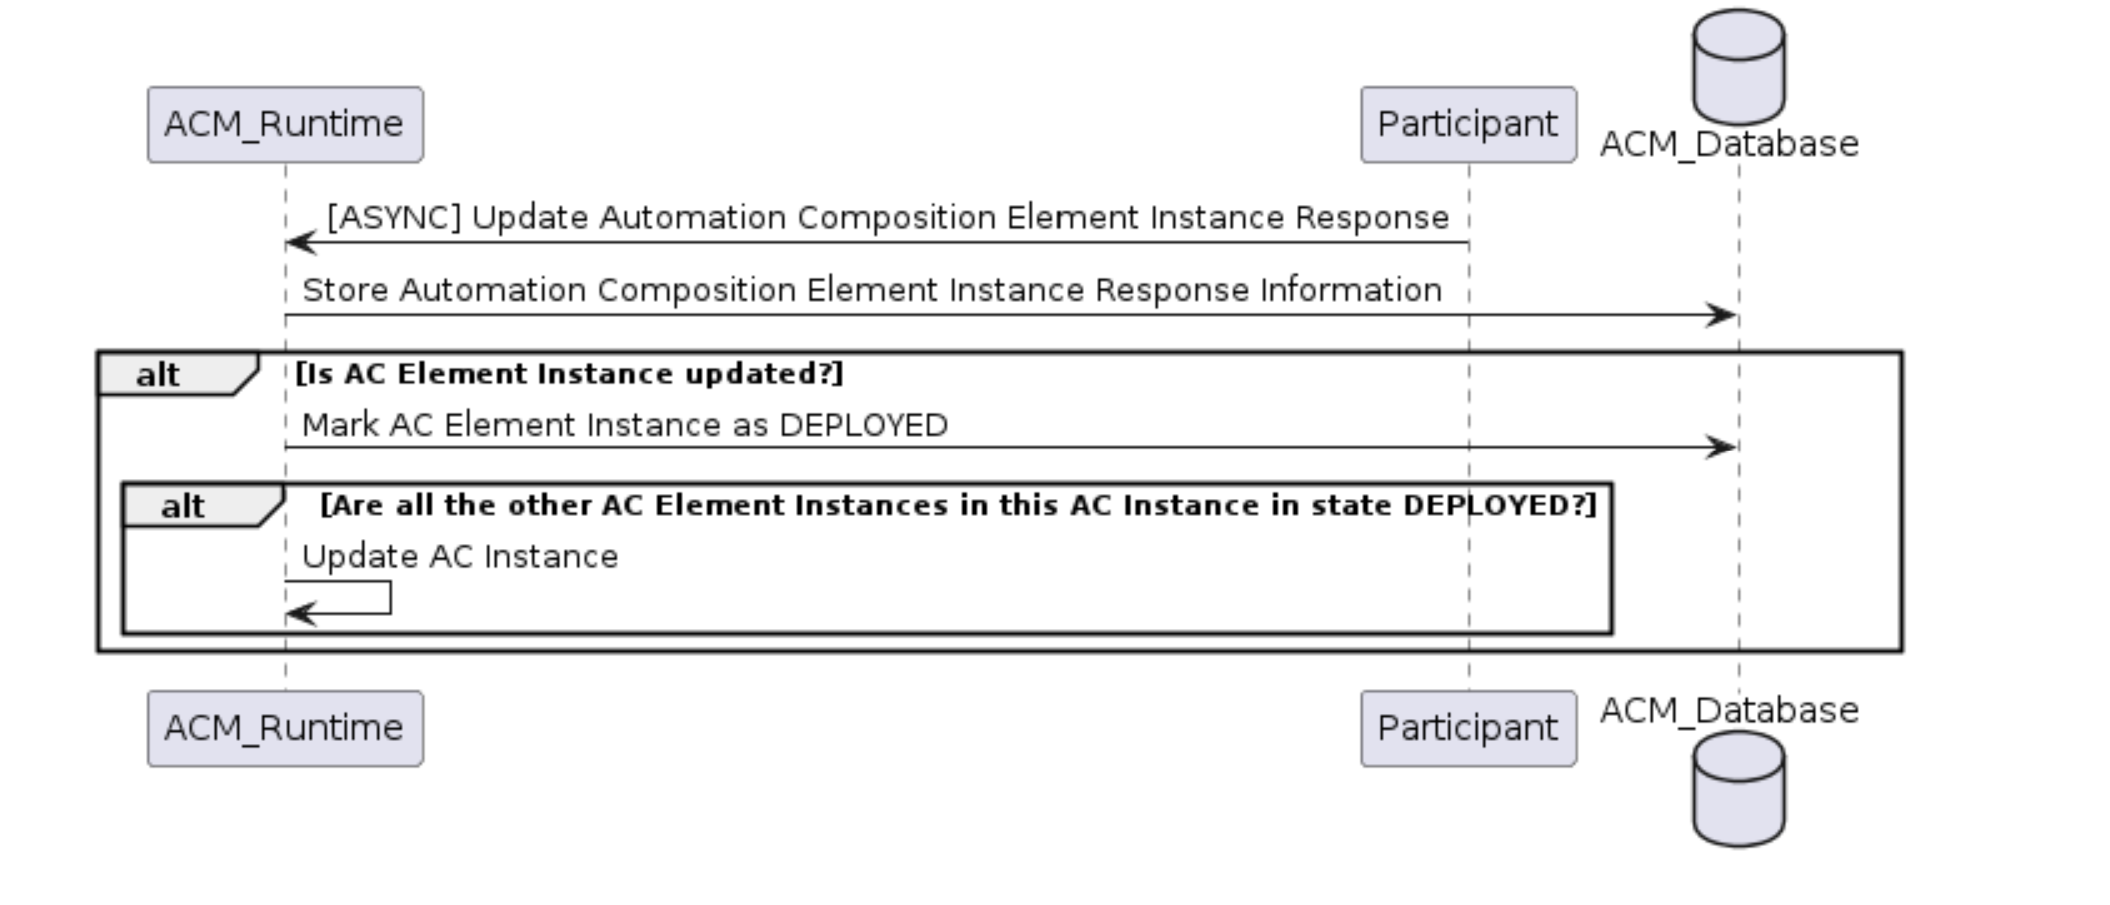 ACM_Runtime
Participant
ACM_Database
[ASYNC] Update Automation Composition Element Instance Response
Store Automation Composition Element Instance Response Information
alt
[Is AC Element Instance updated?]
Mark AC Element Instance as DEPLOYED
alt
[Are all the other AC Element Instances in this AC Instance in state DEPLOYED?]
Update AC Instance
ACM_Runtime
Participant
ACM_Database